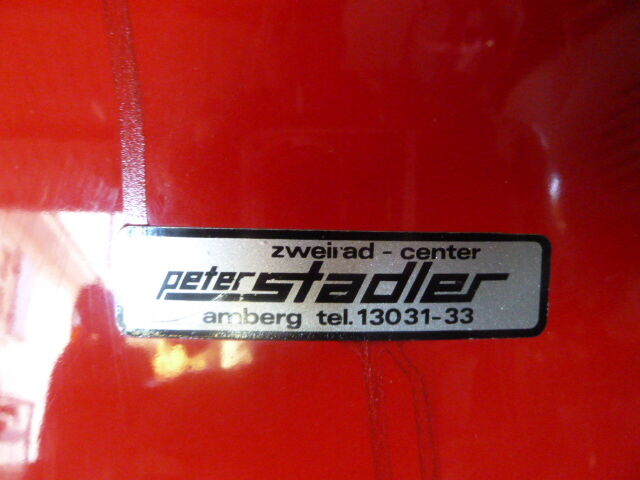 zweirad - center
peter stadler
amberg tel. 13031-33